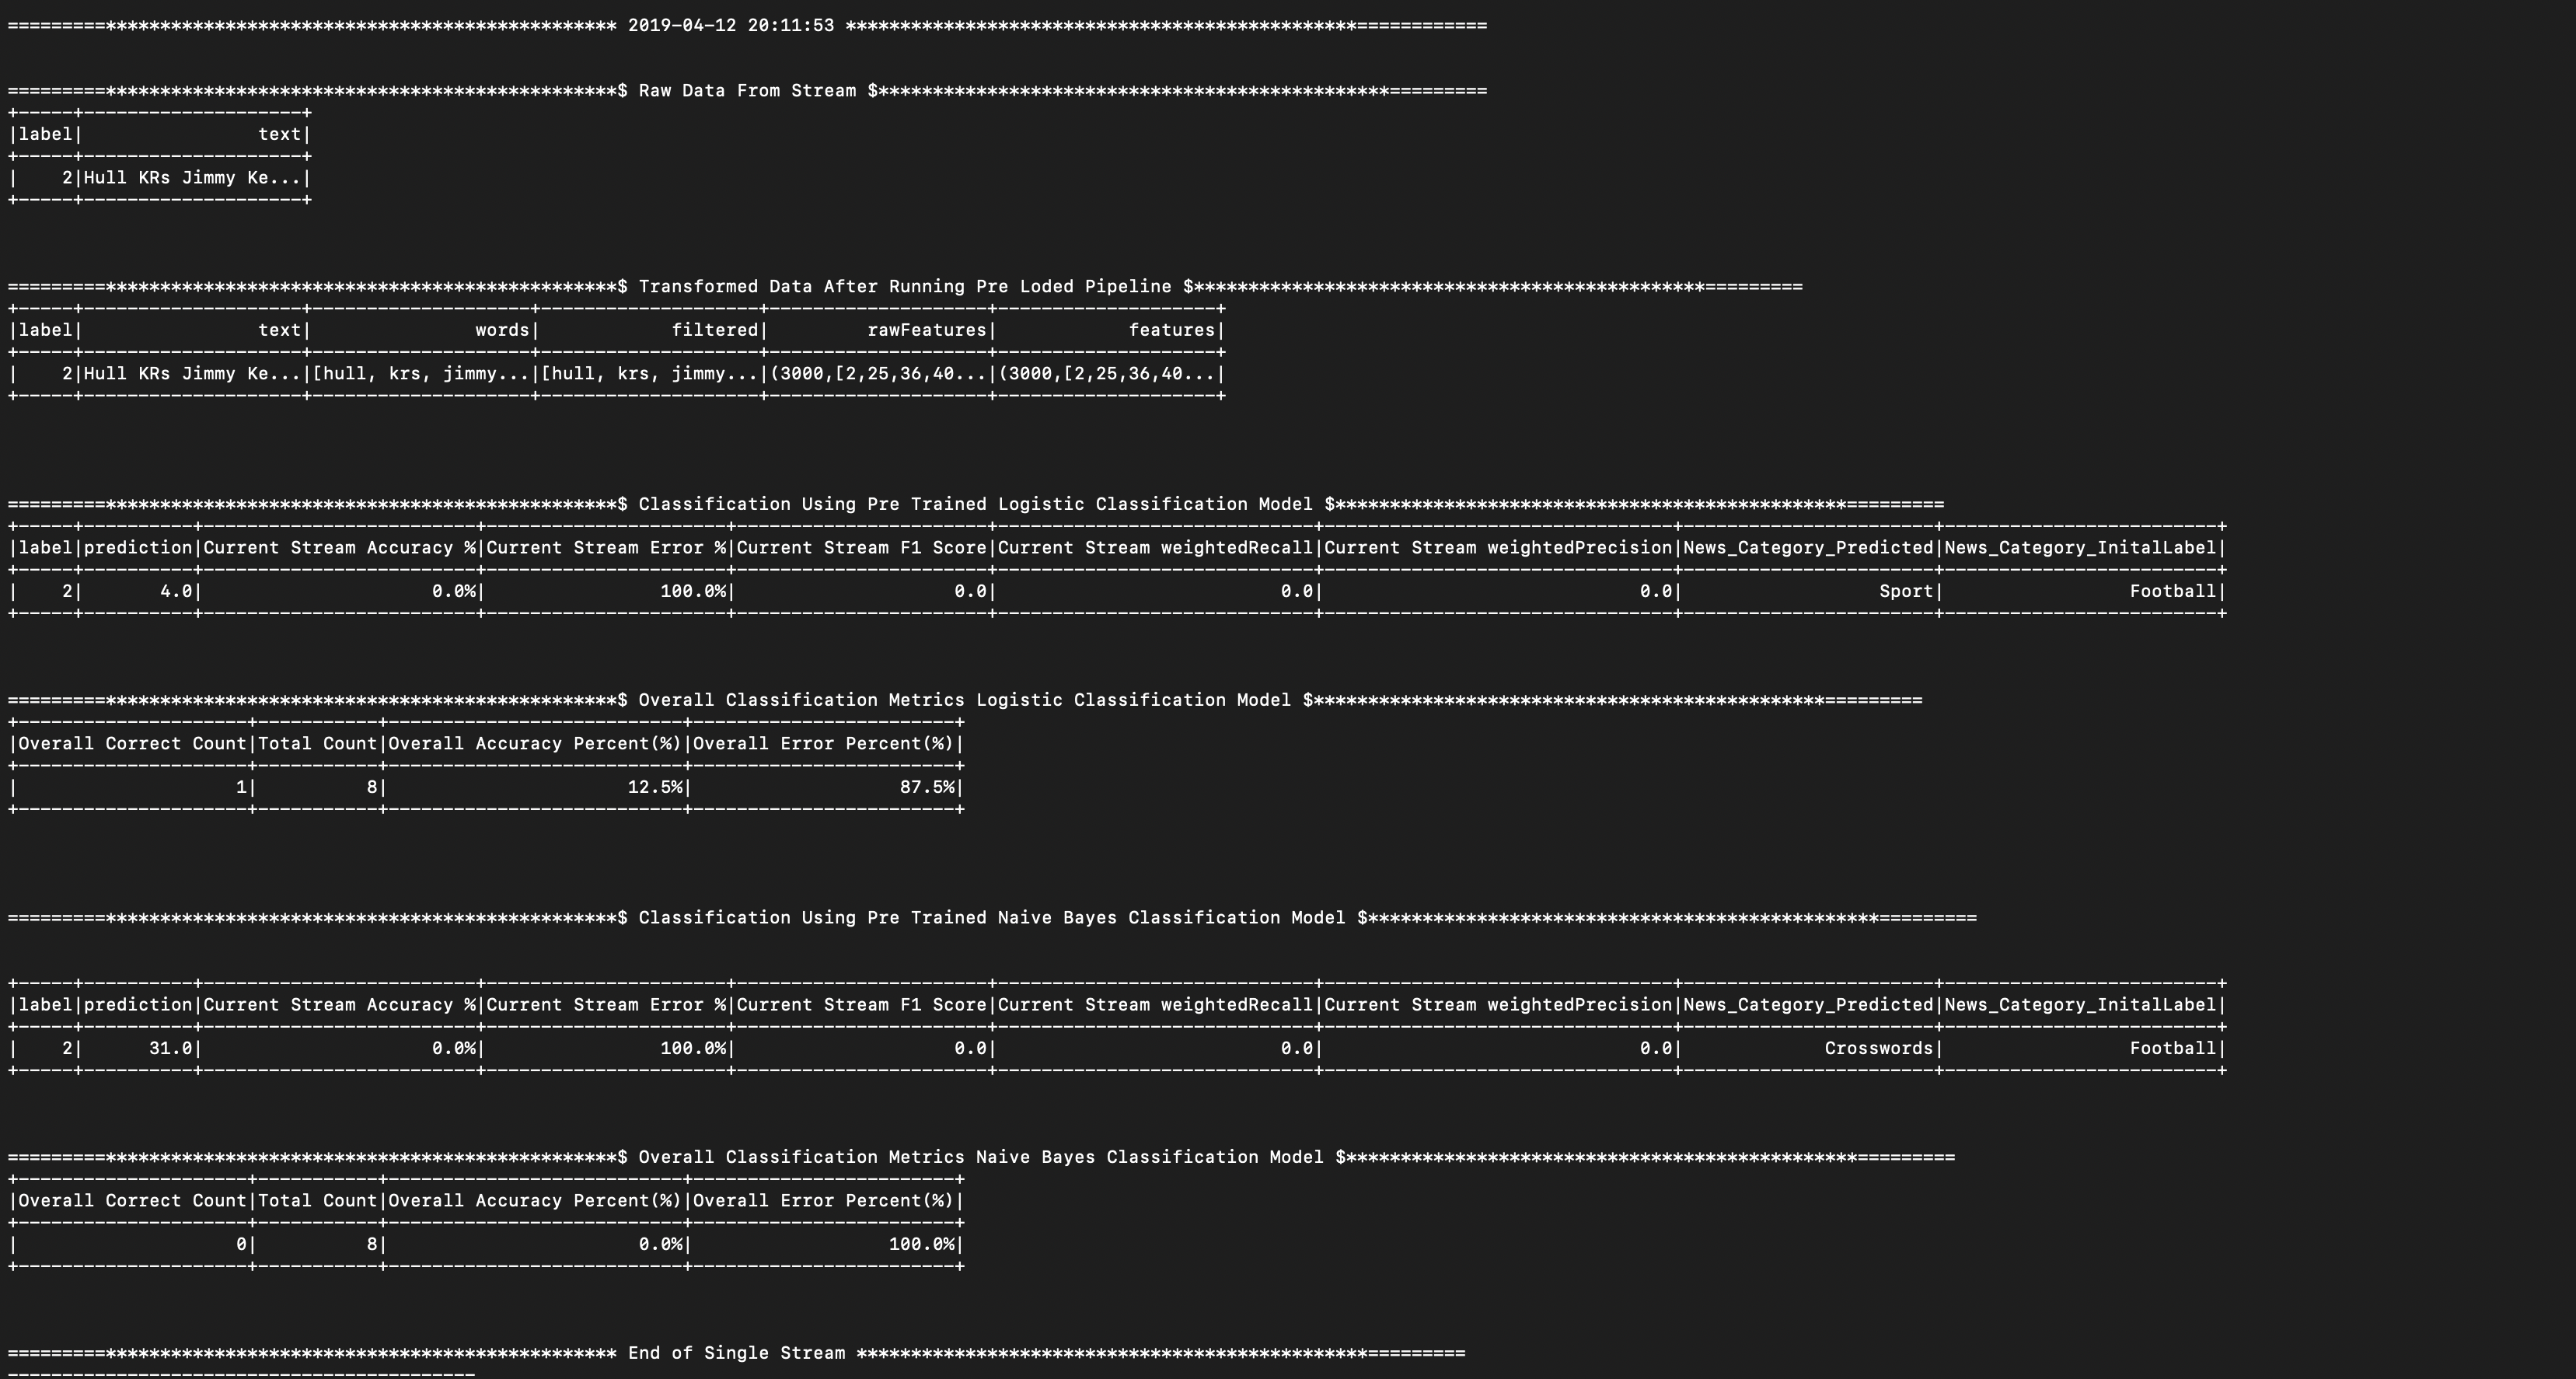 =========*********************************************** 2019-04-12 20:11:53 ***********************************************============
=========***********************************************$ Raw Data From Stream $***********************************************=========
+-----+--------------------+
|label|                text|
+-----+--------------------+
|    2|Hull KRs Jimmy Ke...|
+-----+--------------------+
=========***********************************************$ Transformed Data After Running Pre Loded Pipeline $***********************************************=========
+-----+--------------------+--------------------+--------------------+--------------------+--------------------+
|label|                text|               words|            filtered|         rawFeatures|            features|
+-----+--------------------+--------------------+--------------------+--------------------+--------------------+
|    2|Hull KRs Jimmy Ke...|[hull, krs, jimmy...|[hull, krs, jimmy...|(3000,[2,25,36,40...|(3000,[2,25,36,40...|
+-----+--------------------+--------------------+--------------------+--------------------+--------------------+
=========***********************************************$ Classification Using Pre Trained Logistic Classification Model $***********************************************=========
+-----+----------+-------------------------+----------------------+-----------------------+-----------------------------+--------------------------------+-----------------------+-------------------------+
|label|prediction|Current Stream Accuracy %|Current Stream Error %|Current Stream F1 Score|Current Stream weightedRecall|Current Stream weightedPrecision|News_Category_Predicted|News_Category_InitalLabel|
+-----+----------+-------------------------+----------------------+-----------------------+-----------------------------+--------------------------------+-----------------------+-------------------------+
|    2|       4.0|                     0.0%|                100.0%|                    0.0|                          0.0|                             0.0|                  Sport|                 Football|
+-----+----------+-------------------------+----------------------+-----------------------+-----------------------------+--------------------------------+-----------------------+-------------------------+
=========***********************************************$ Overall Classification Metrics Logistic Classification Model $***********************************************=========
+---------------------+-----------+---------------------------+------------------------+
|Overall Correct Count|Total Count|Overall Accuracy Percent(%)|Overall Error Percent(%)|
+---------------------+-----------+---------------------------+------------------------+
|                    1|          8|                      12.5%|                   87.5%|
+---------------------+-----------+---------------------------+------------------------+
=========***********************************************$ Classification Using Pre Trained Naive Bayes Classification Model $***********************************************=========
+-----+----------+-------------------------+----------------------+-----------------------+-----------------------------+--------------------------------+-----------------------+-------------------------+
|label|prediction|Current Stream Accuracy %|Current Stream Error %|Current Stream F1 Score|Current Stream weightedRecall|Current Stream weightedPrecision|News_Category_Predicted|News_Category_InitalLabel|
+-----+----------+-------------------------+----------------------+-----------------------+-----------------------------+--------------------------------+-----------------------+-------------------------+
|    2|      31.0|                     0.0%|                100.0%|                    0.0|                          0.0|                             0.0|             Crosswords|                 Football|
+-----+----------+-------------------------+----------------------+-----------------------+-----------------------------+--------------------------------+-----------------------+-------------------------+
=========***********************************************$ Overall Classification Metrics Naive Bayes Classification Model $***********************************************=========
+---------------------+-----------+---------------------------+------------------------+
|Overall Correct Count|Total Count|Overall Accuracy Percent(%)|Overall Error Percent(%)|
+---------------------+-----------+---------------------------+------------------------+
|                    0|          8|                       0.0%|                  100.0%|
+---------------------+-----------+---------------------------+------------------------+
=========*********************************************** End of Single Stream ***********************************************=========
-------------------------------------------